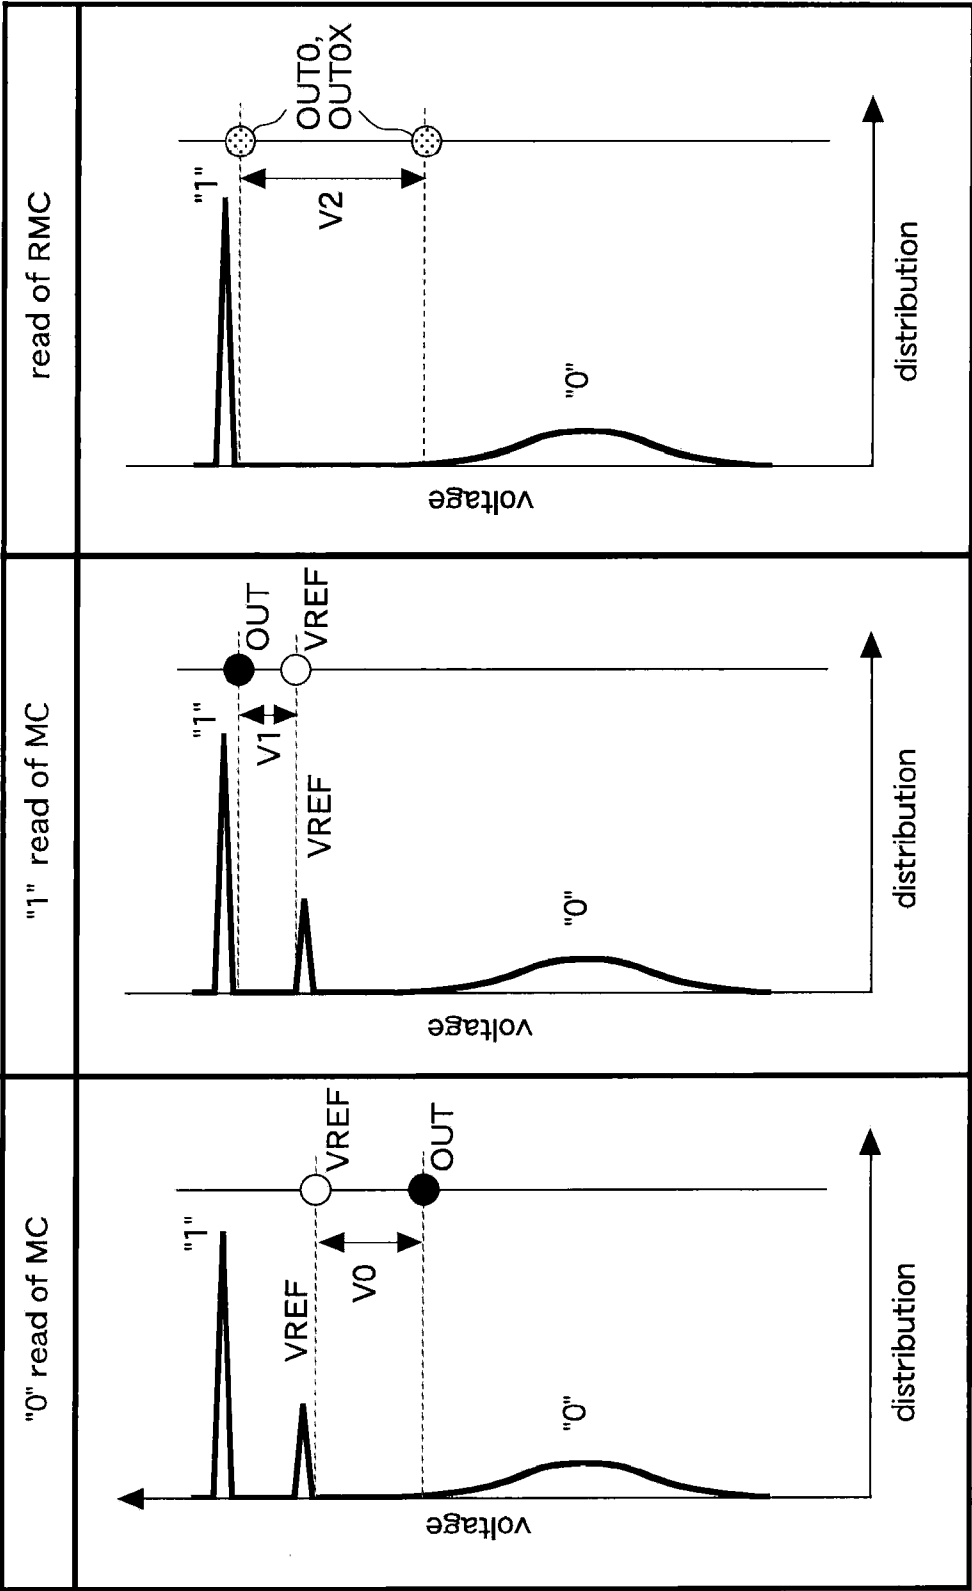 "0" read of MC
"1" read of MC
read of RMC
"1"
VREF
VREF
V0
OUT
"0"
voltage
distribution
"1"
OUT
VREF
V1
VREF
"0"
voltage
distribution
"1"
OUT0,
OUT0X
V2
"0"
voltage
distribution